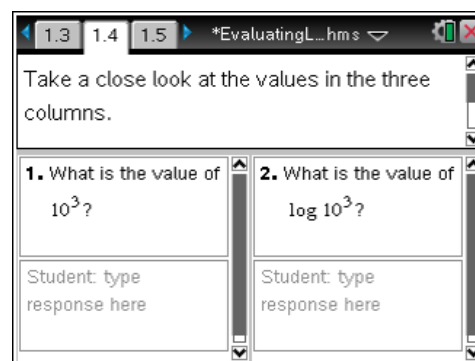 1.3 1.4 1.5 *EvaluatingL…hms
Take a close look at the values in the three
columns.
1. What is the value of
10³?
Student: type
response here
2. What is the value of
log 10³?
Student: type
response here